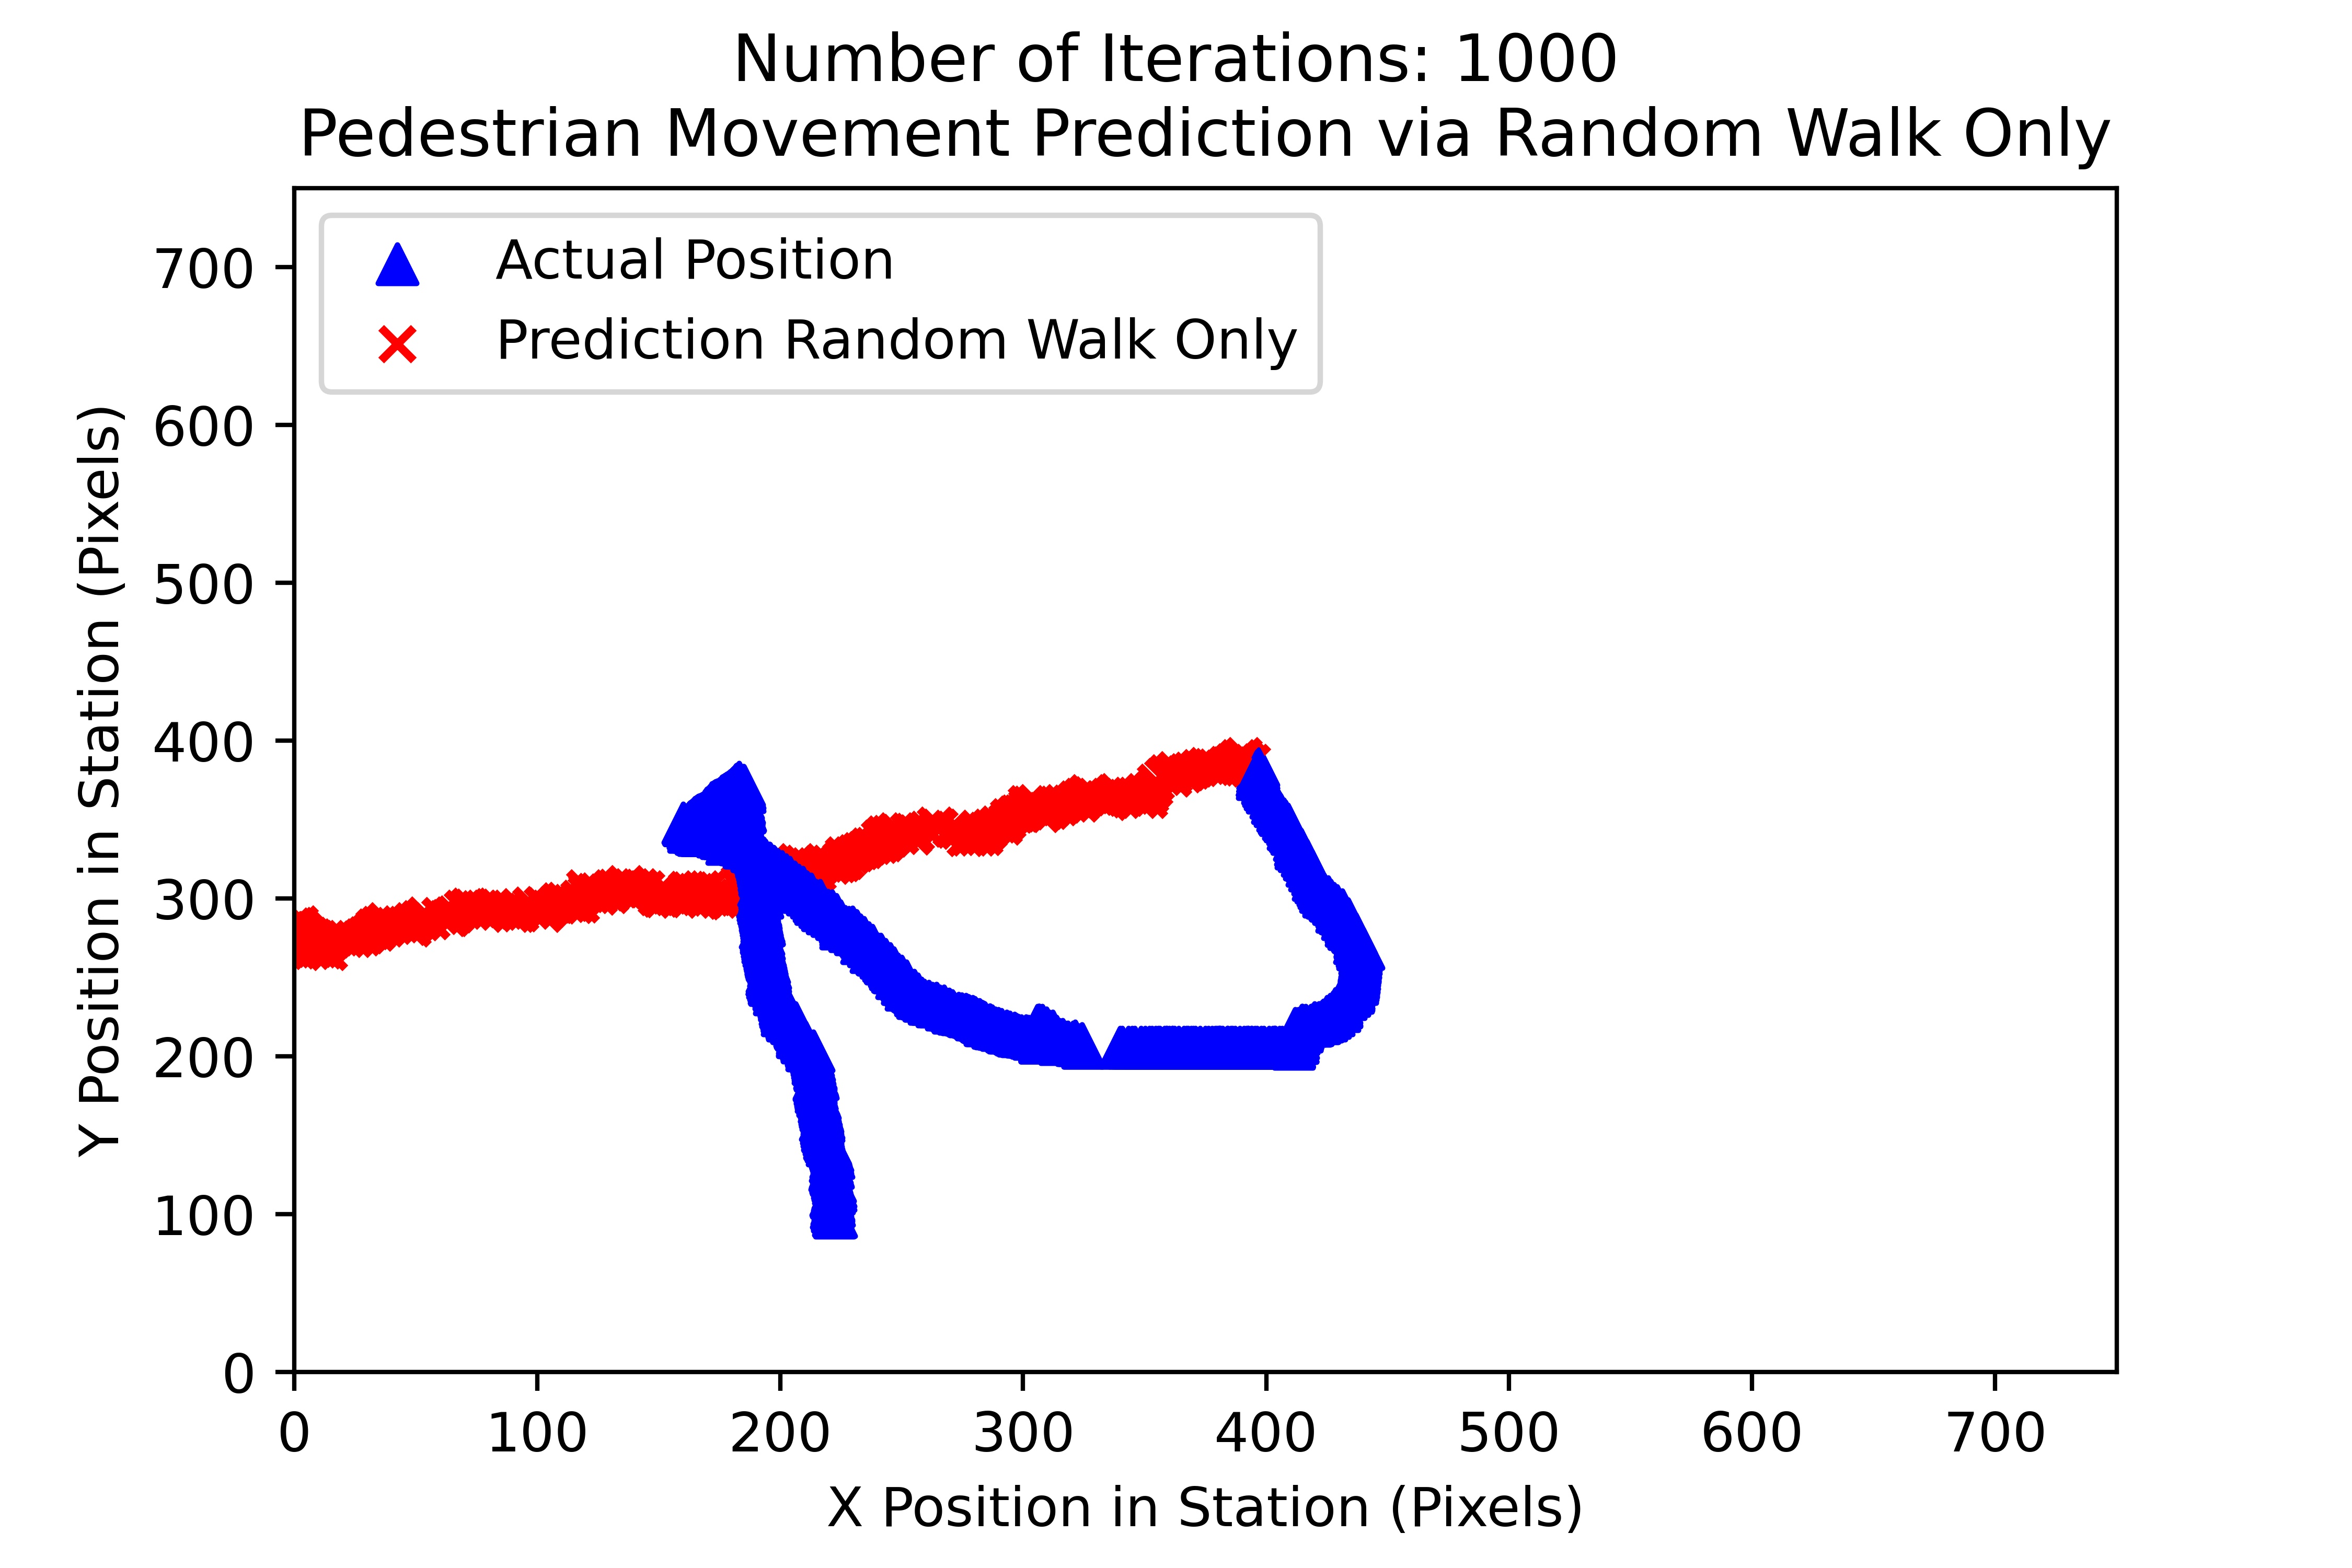 Number of Iterations: 1000
Pedestrian Movement Prediction via Random Walk Only
Actual Position
Prediction Random Walk Only
Y Position in Station (Pixels)
700
600
500
400
300
200
100
0
0 100 200 300 400 500 600 700
X Position in Station (Pixels)